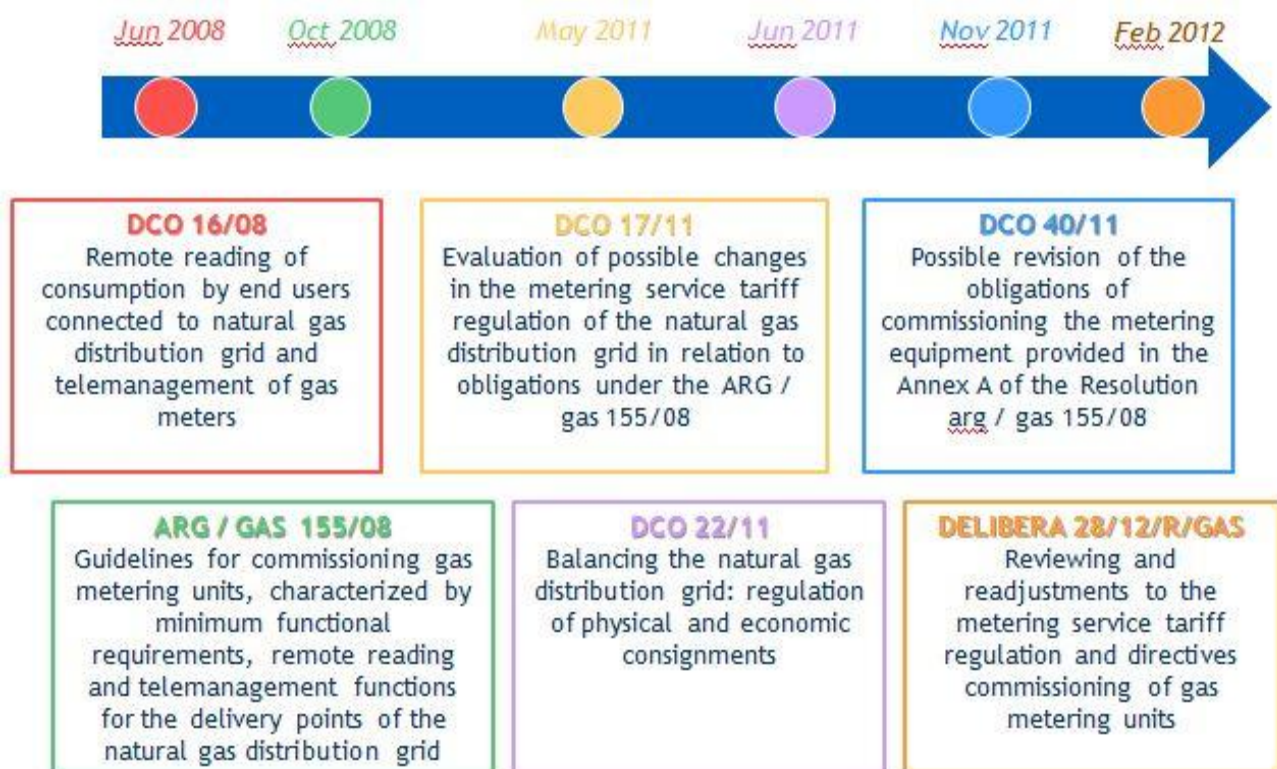 Jun 2008
Oct 2008
May 2011
Jun 2011
Nov 2011
Feb 2012
DCO 16/08
Remote reading of
consumption by end users
connected to natural gas
distribution grid and
telemanagement of gas
meters
DCO 17/11
Evaluation of possible changes
in the metering service tariff
regulation of the natural gas
distribution grid in relation to
obligations under the ARG /
gas 155/08
DCO 40/11
Possible revision of the
obligations of
commissioning the metering
equipment provided in the
Annex A of the Resolution
arg / gas 155/08
ARG / GAS 155/08
Guidelines for commissioning gas
metering units, characterized by
minimum functional
requirements, remote reading
and telemanagement functions
for the delivery points of the
natural gas distribution grid
DCO 22/11
Balancing the natural gas
distribution grid: regulation
of physical and economic
consignments
DELIBERA 28/12/R/GAS
Reviewing and
readjustments to the
metering service tariff
regulation and directives
commissioning of gas
metering units